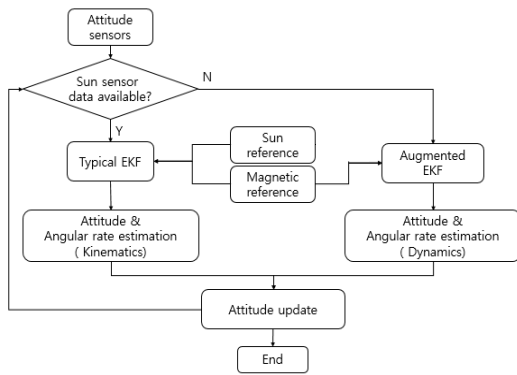 Attitude
sensors
Sun sensor
data available?
N
Y
Typical EKF
Sun
reference
Magnetic
reference
Augmented
EKF
Attitude &
Angular rate estimation
( Kinematics)
Attitude &
Angular rate estimation
( Dynamics)
Attitude update
End